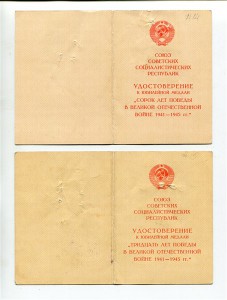 СОЮЗ
СОВЕТСКИХ
СОЦИАЛИСТИЧЕСКИХ
РЕСПУБЛИК
УДОСТОВЕРЕНИЕ
К ЮБИЛЕЙНОЙ МЕДАЛИ
„СОРОК ЛЕТ ПОБЕДЫ
В ВЕЛИКОЙ ОТЕЧЕСТВЕННОЙ
ВОЙНЕ 1941—1945 гг."
СОЮЗ
СОВЕТСКИХ
СОЦИАЛИСТИЧЕСКИХ
РЕСПУБЛИК
УДОСТОВЕРЕНИЕ
К ЮБИЛЕЙНОЙ МЕДАЛИ
„ТРИДЦАТЬ ЛЕТ ПОБЕДЫ
В ВЕЛИКОЙ ОТЕЧЕСТВЕННОЙ
ВОЙНЕ 1941—1945 гг."